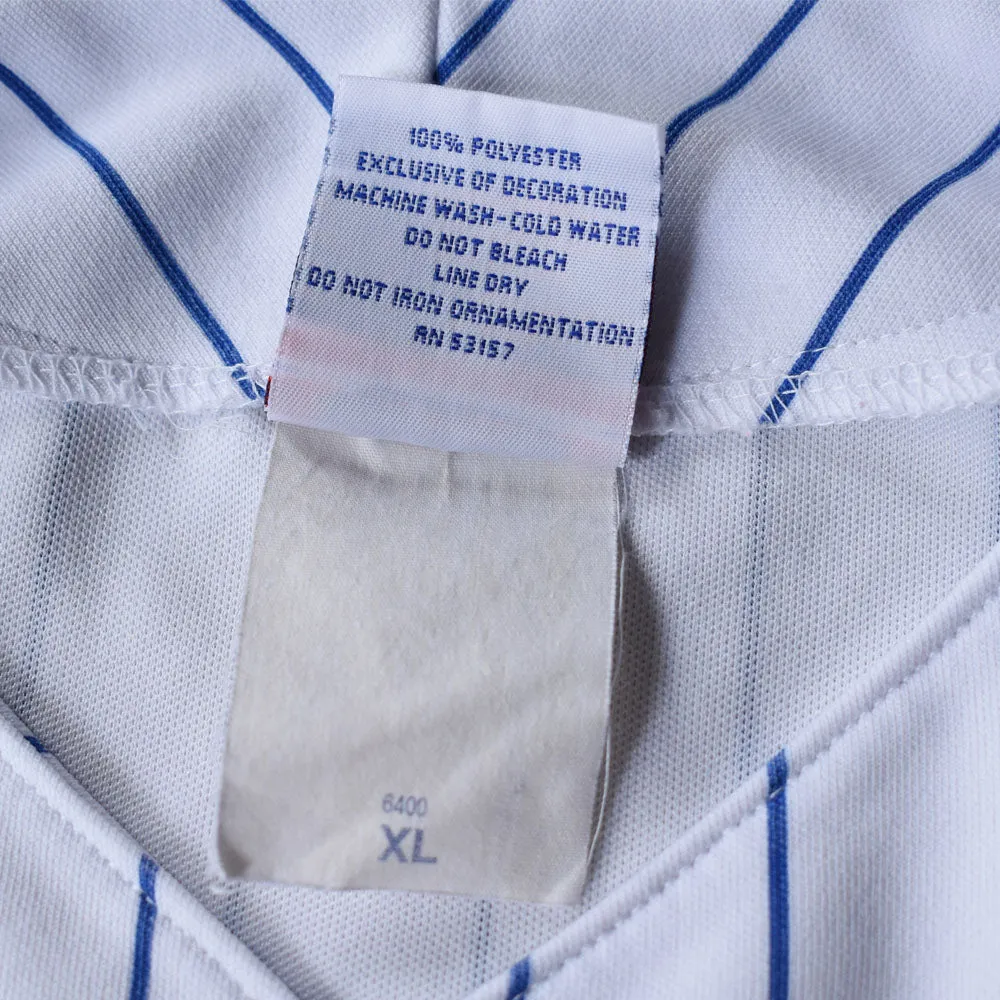 100% POLYESTER
EXCLUSIVE OF DECORATION
MACHINE WASH-COLD WATER
DO NOT BLEACH
LINE DRY
DO NOT IRON ORNAMENTATION
RN 53157
6400
XL